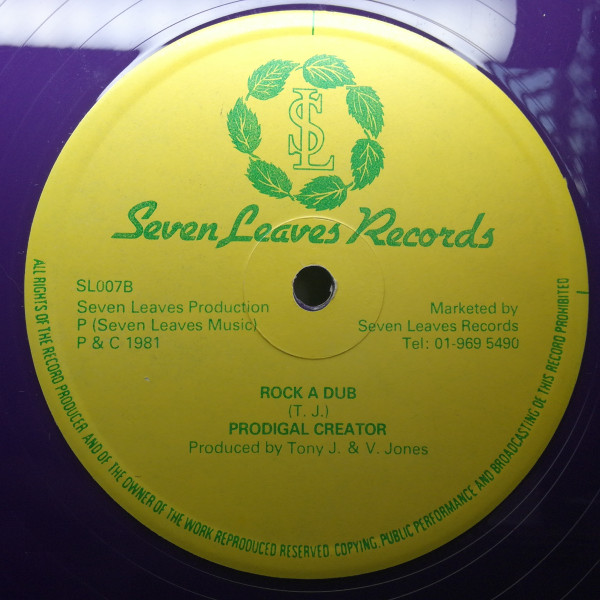 SL
Seven Leaves Records
SL007B
Seven Leaves Production
P (Seven Leaves Music)
P & C 1981
Marketed by
Seven Leaves Records
Tel: 01-969 5490
ROCK A DUB
(T. J.)
PRODIGAL CREATOR
Produced by Tony J. & V. Jones
ALL RIGHTS OF THE RECORD PRODUCER, AND OF THE OWNER OF THE WORK REPRODUCED RESERVED. COPYING, PUBLIC PERFORMANCE AND BROADCASTING OE THIS RECORD PROHIBITED